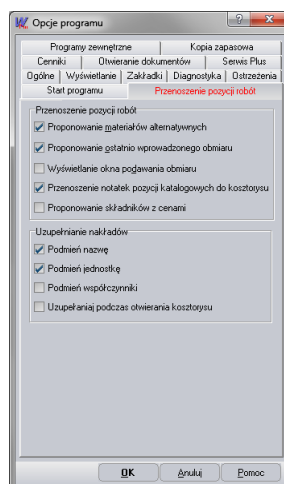 Opcje programu
Programy zewnętrzne
Kopia zapasowa
Cenniki
Otwieranie dokumentów
Serwis Plus
Ogólne
Wyświetlanie
Zakładki
Diagnostyka
Ostrzeżenia
Start programu
Przenoszenie pozycji robót
Przenoszenie pozycji robót
Proponowanie materiałów alternatywnych
Proponowanie ostatnio wprowadzonego obmiaru
Wyświetlanie okna podawania obmiaru
Przenoszenie notatek pozycji katalogowych do kosztorysu
Proponowanie składników z cenami
Uzupełnianie nakładów
Podmień nazwę
Podmień jednostkę
Podmień współczynniki
Uzupełaniaj podczas otwierania kosztorysu
OK
Anuluj
Pomoc